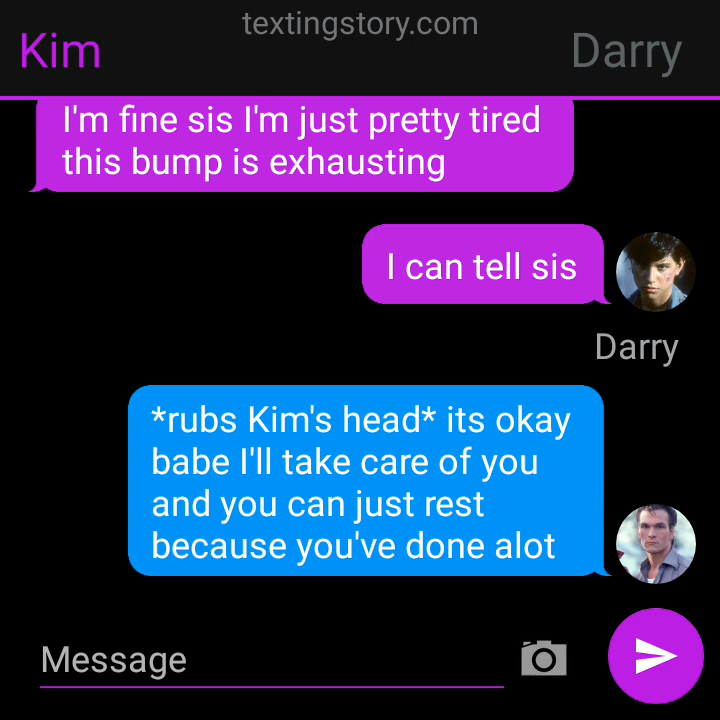 textingstory.com
Kim
Darry
I'm fine sis I'm just pretty tired
this bump is exhausting
I can tell sis
Darry
*rubs Kim's head* its okay
babe I'll take care of you
and you can just rest
because you've done alot
Message